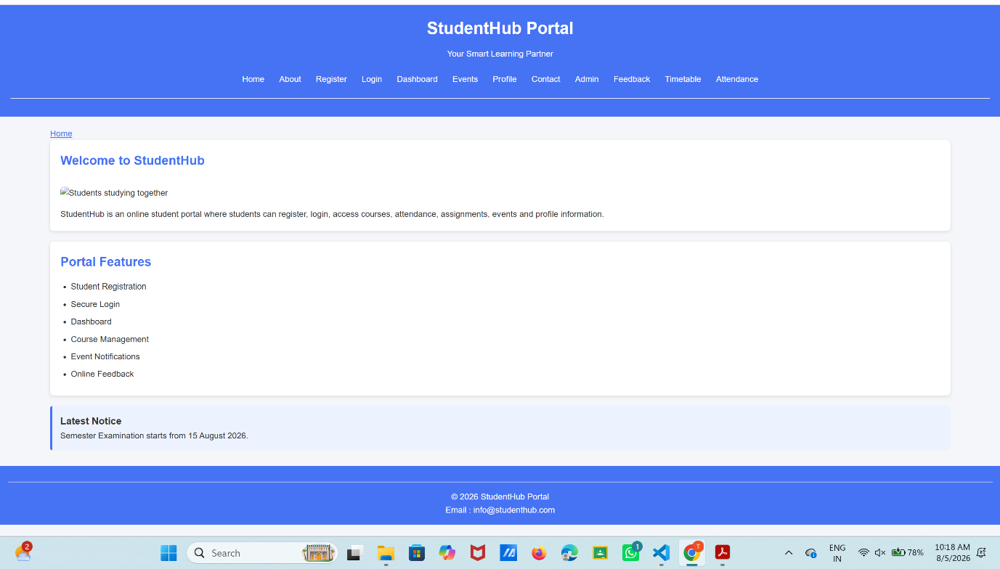 StudentHub Portal
Your Smart Learning Partner
Home About Register Login Dashboard Events Profile Contact Admin Feedback Timetable Attendance
Home
Welcome to StudentHub
Students studying together
StudentHub is an online student portal where students can register, login, access courses, attendance, assignments, events and profile information.
Portal Features
• Student Registration
• Secure Login
• Dashboard
• Course Management
• Event Notifications
• Online Feedback
Latest Notice
Semester Examination starts from 15 August 2026.
© 2026 StudentHub Portal
Email : info@studenthub.com
2
Search
1
T
ENG
IN
78%
10:18 AM
8/5/2026